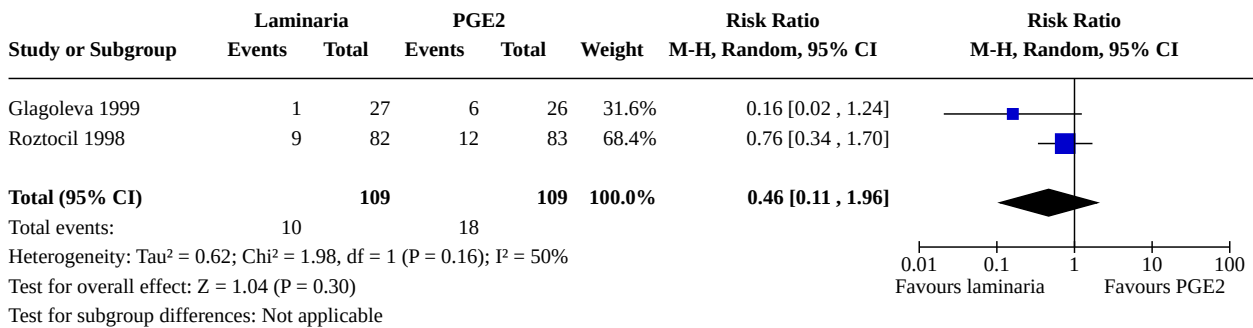 Laminaria PGE2 Risk Ratio Risk Ratio
Study or Subgroup Events Total Events Total Weight M-H, Random, 95% CI M-H, Random, 95% CI
Glagoleva 1999 1 27 6 26 31.6% 0.16 [0.02 , 1.24]
Roztocil 1998 9 82 12 83 68.4% 0.76 [0.34 , 1.70]
Total (95% CI) 109 109 100.0% 0.46 [0.11 , 1.96]
Total events: 10 18
Heterogeneity: Tau² = 0.62; Chi² = 1.98, df = 1 (P = 0.16); I² = 50%
0.01 0.1 1 10 100
Test for overall effect: Z = 1.04 (P = 0.30) Favours laminaria Favours PGE2
Test for subgroup differences: Not applicable